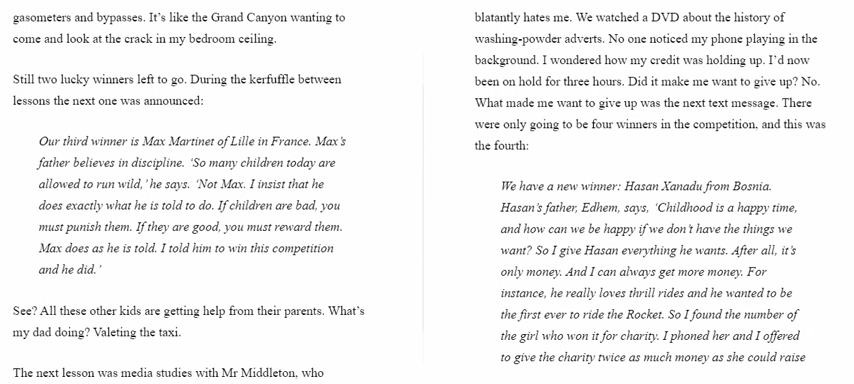 gasometers and bypasses. It’s like the Grand Canyon wanting to
come and look at the crack in my bedroom ceiling.
Still two lucky winners left to go. During the kerfuffle between
lessons the next one was announced:
Our third winner is Max Martinet of Lille in France. Max’s
father believes in discipline. ‘So many children today are
allowed to run wild,’ he says. ‘Not Max. I insist that he
does exactly what he is told to do. If children are bad, you
must punish them. If they are good, you must reward them.
Max does as he is told. I told him to win this competition
and he did.’
See? All these other kids are getting help from their parents. What’s
my dad doing? Valeting the taxi.
The next lesson was media studies with Mr Middleton, who
blatantly hates me. We watched a DVD about the history of
washing-powder adverts. No one noticed my phone playing in the
background. I wondered how my credit was holding up. I’d now
been on hold for three hours. Did it make me want to give up? No.
What made me want to give up was the next text message. There
were only going to be four winners in the competition, and this was
the fourth:
We have a new winner: Hasan Xanadu from Bosnia.
Hasan’s father, Edhem, says, ‘Childhood is a happy time,
and how can we be happy if we don’t have the things we
want? So I give Hasan everything he wants. After all, it’s
only money. And I can always get more money. For
instance, he really loves thrill rides and he wanted to be
the first ever to ride the Rocket. So I found the number of
the girl who won it for charity. I phoned her and I offered
to give the charity twice as much money as she could raise